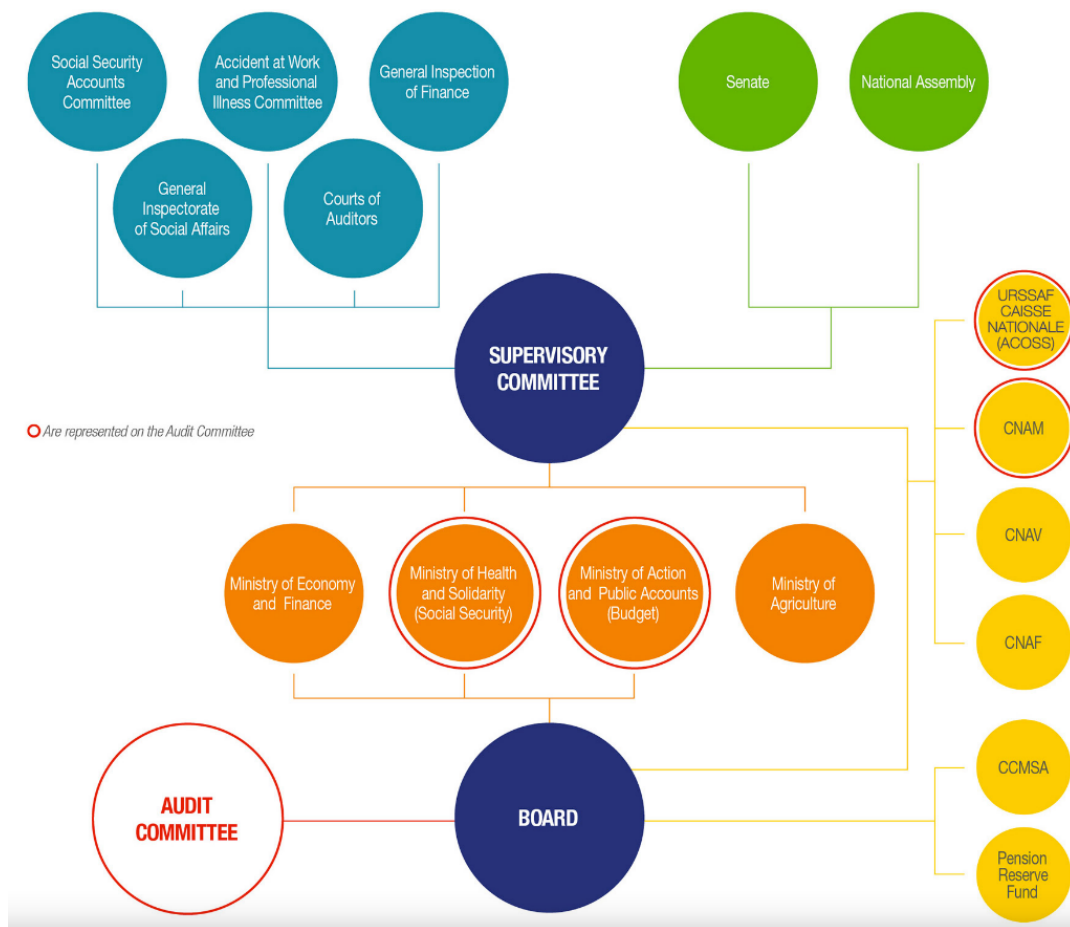 Social Security
Accounts
Committee
Accident at Work
and Professional
Illness Committee
General Inspection
of Finance
Senate
National Assembly
General
Inspectorate
of Social Affairs
Courts of
Auditors
URSSAF
CAISSE
NATIONALE
(ACOSS)
SUPERVISORY
COMMITTEE
Are represented on the Audit Committee
CNAM
CNAV
Ministry of Economy
and Finance
Ministry of Health
and Solidarity
(Social Security)
Ministry of Action
and Public Accounts
(Budget)
Ministry of
Agriculture
CNAF
CCMSA
AUDIT
COMMITTEE
BOARD
Pension
Reserve
Fund